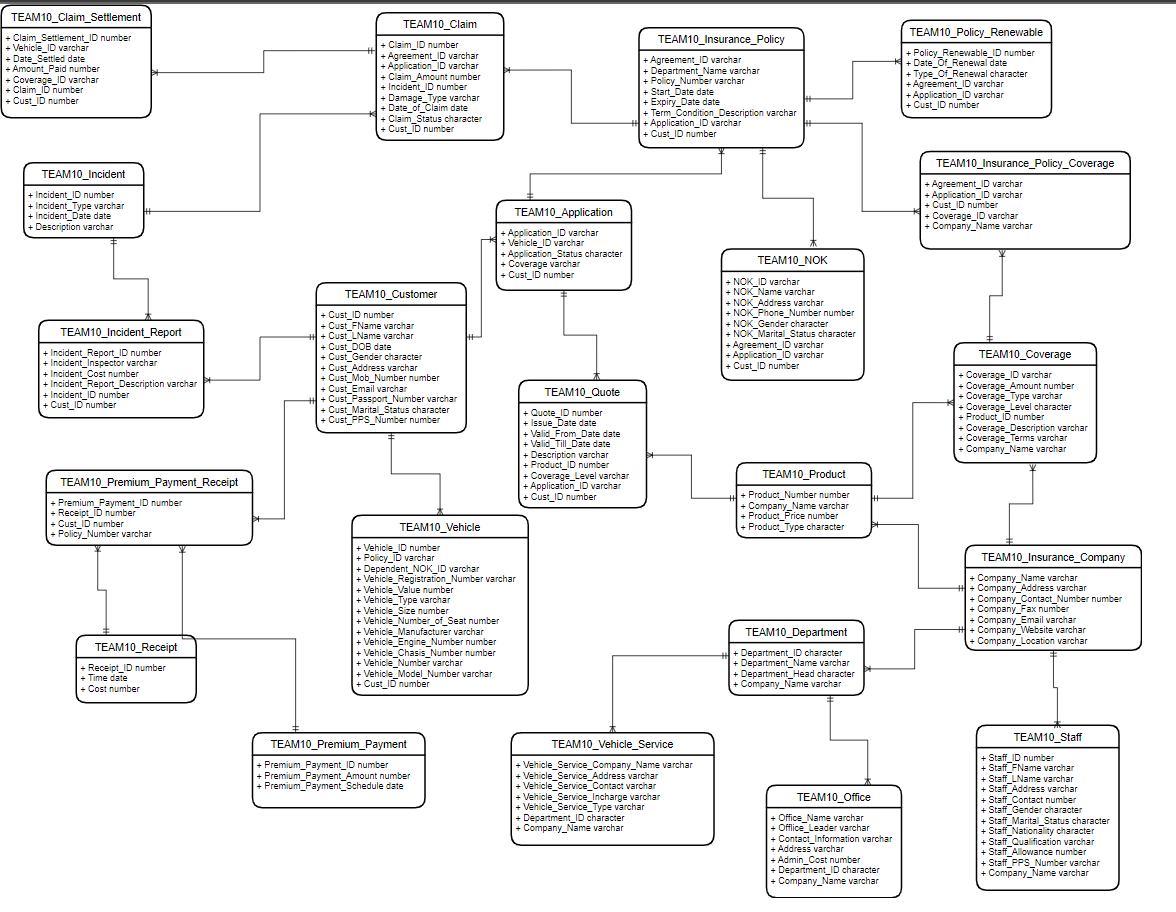 TEAM10_Claim_Settlement
+ Claim_Settlement_ID number
+ Vehicle_ID varchar
+ Date_Settled date
+ Amount_Paid number
+ Coverage_ID varchar
+ Claim_ID number
+ Cust_ID number
TEAM10_Claim
+ Claim_ID number
+ Agreement_ID varchar
+ Application_ID varchar
+ Claim_Amount number
+ Incident_ID number
+ Damage_Type varchar
+ Date_of_Claim date
+ Claim_Status character
+ Cust_ID number
TEAM10_Insurance_Policy
+ Agreement_ID varchar
+ Department_Name varchar
+ Policy_Number varchar
+ Start_Date date
+ Expiry_Date date
+ Term_Condition_Description varchar
+ Application_ID varchar
+ Cust_ID number
TEAM10_Policy_Renewable
+ Policy_Renewable_ID number
+ Date_Of_Renewal date
+ Type_Of_Renewal character
+ Agreement_ID varchar
+ Application_ID varchar
+ Cust_ID number
TEAM10_Incident
+ Incident_ID number
+ Incident_Type varchar
+ Incident_Date date
+ Description varchar
TEAM10_Insurance_Policy_Coverage
+ Agreement_ID varchar
+ Application_ID varchar
+ Cust_ID number
+ Coverage_ID varchar
+ Company_Name varchar
TEAM10_Application
+ Application_ID varchar
+ Vehicle_ID varchar
+ Application_Status character
+ Coverage varchar
+ Cust_ID number
TEAM10_NOK
+ NOK_ID varchar
+ NOK_Name varchar
+ NOK_Address varchar
+ NOK_Phone_Number number
+ NOK_Gender character
+ NOK_Marital_Status character
+ Agreement_ID varchar
+ Application_ID varchar
+ Cust_ID number
TEAM10_Customer
+ Cust_ID number
+ Cust_FName varchar
+ Cust_LName varchar
+ Cust_DOB date
+ Cust_Gender character
+ Cust_Address varchar
+ Cust_Mob_Number number
+ Cust_Email varchar
+ Cust_Passport_Number varchar
+ Cust_Marital_Status character
+ Cust_PPS_Number number
TEAM10_Incident_Report
+ Incident_Report_ID number
+ Incident_Inspector varchar
+ Incident_Cost number
+ Incident_Report_Description varchar
+ Incident_ID number
+ Cust_ID number
TEAM10_Coverage
+ Coverage_ID varchar
+ Coverage_Amount number
+ Coverage_Type varchar
+ Coverage_Level character
+ Product_ID number
+ Coverage_Description varchar
+ Coverage_Terms varchar
+ Company_Name varchar
TEAM10_Quote
+ Quote_ID number
+ Issue_Date date
+ Valid_From_Date date
+ Valid_Till_Date date
+ Description varchar
+ Product_ID number
+ Coverage_Level varchar
+ Application_ID varchar
+ Cust_ID number
TEAM10_Product
+ Product_Number number
+ Company_Name varchar
+ Product_Price number
+ Product_Type character
TEAM10_Premium_Payment_Receipt
+ Premium_Payment_ID number
+ Receipt_ID number
+ Cust_ID number
+ Policy_Number varchar
TEAM10_Vehicle
+ Vehicle_ID number
+ Policy_ID varchar
+ Dependent_NOK_ID varchar
+ Vehicle_Registration_Number varchar
+ Vehicle_Value number
+ Vehicle_Type varchar
+ Vehicle_Size number
+ Vehicle_Number_of_Seat number
+ Vehicle_Manufacturer varchar
+ Vehicle_Engine_Number number
+ Vehicle_Chasis_Number number
+ Vehicle_Number varchar
+ Vehicle_Model_Number varchar
+ Cust_ID number
TEAM10_Insurance_Company
+ Company_Name varchar
+ Company_Address varchar
+ Company_Contact_Number number
+ Company_Fax number
+ Company_Email varchar
+ Company_Website varchar
+ Company_Location varchar
TEAM10_Receipt
+ Receipt_ID number
+ Time date
+ Cost number
TEAM10_Department
+ Department_ID character
+ Department_Name varchar
+ Department_Head character
+ Company_Name varchar
TEAM10_Premium_Payment
+ Premium_Payment_ID number
+ Premium_Payment_Amount number
+ Premium_Payment_Schedule date
TEAM10_Vehicle_Service
+ Vehicle_Service_Company_Name varchar
+ Vehicle_Service_Address varchar
+ Vehicle_Service_Contact varchar
+ Vehicle_Service_Incharge varchar
+ Vehicle_Service_Type varchar
+ Department_ID character
+ Company_Name varchar
TEAM10_Office
+ Office_Name varchar
+ Offiice_Leader varchar
+ Contact_Information varchar
+ Address varchar
+ Admin_Cost number
+ Department_ID character
+ Company_Name varchar
TEAM10_Staff
+ Staff_ID number
+ Staff_FName varchar
+ Staff_LName varchar
+ Staff_Address varchar
+ Staff_Contact number
+ Staff_Gender character
+ Staff_Marital_Status character
+ Staff_Nationality character
+ Staff_Qualification varchar
+ Staff_Allowance number
+ Staff_PPS_Number varchar
+ Company_Name varchar